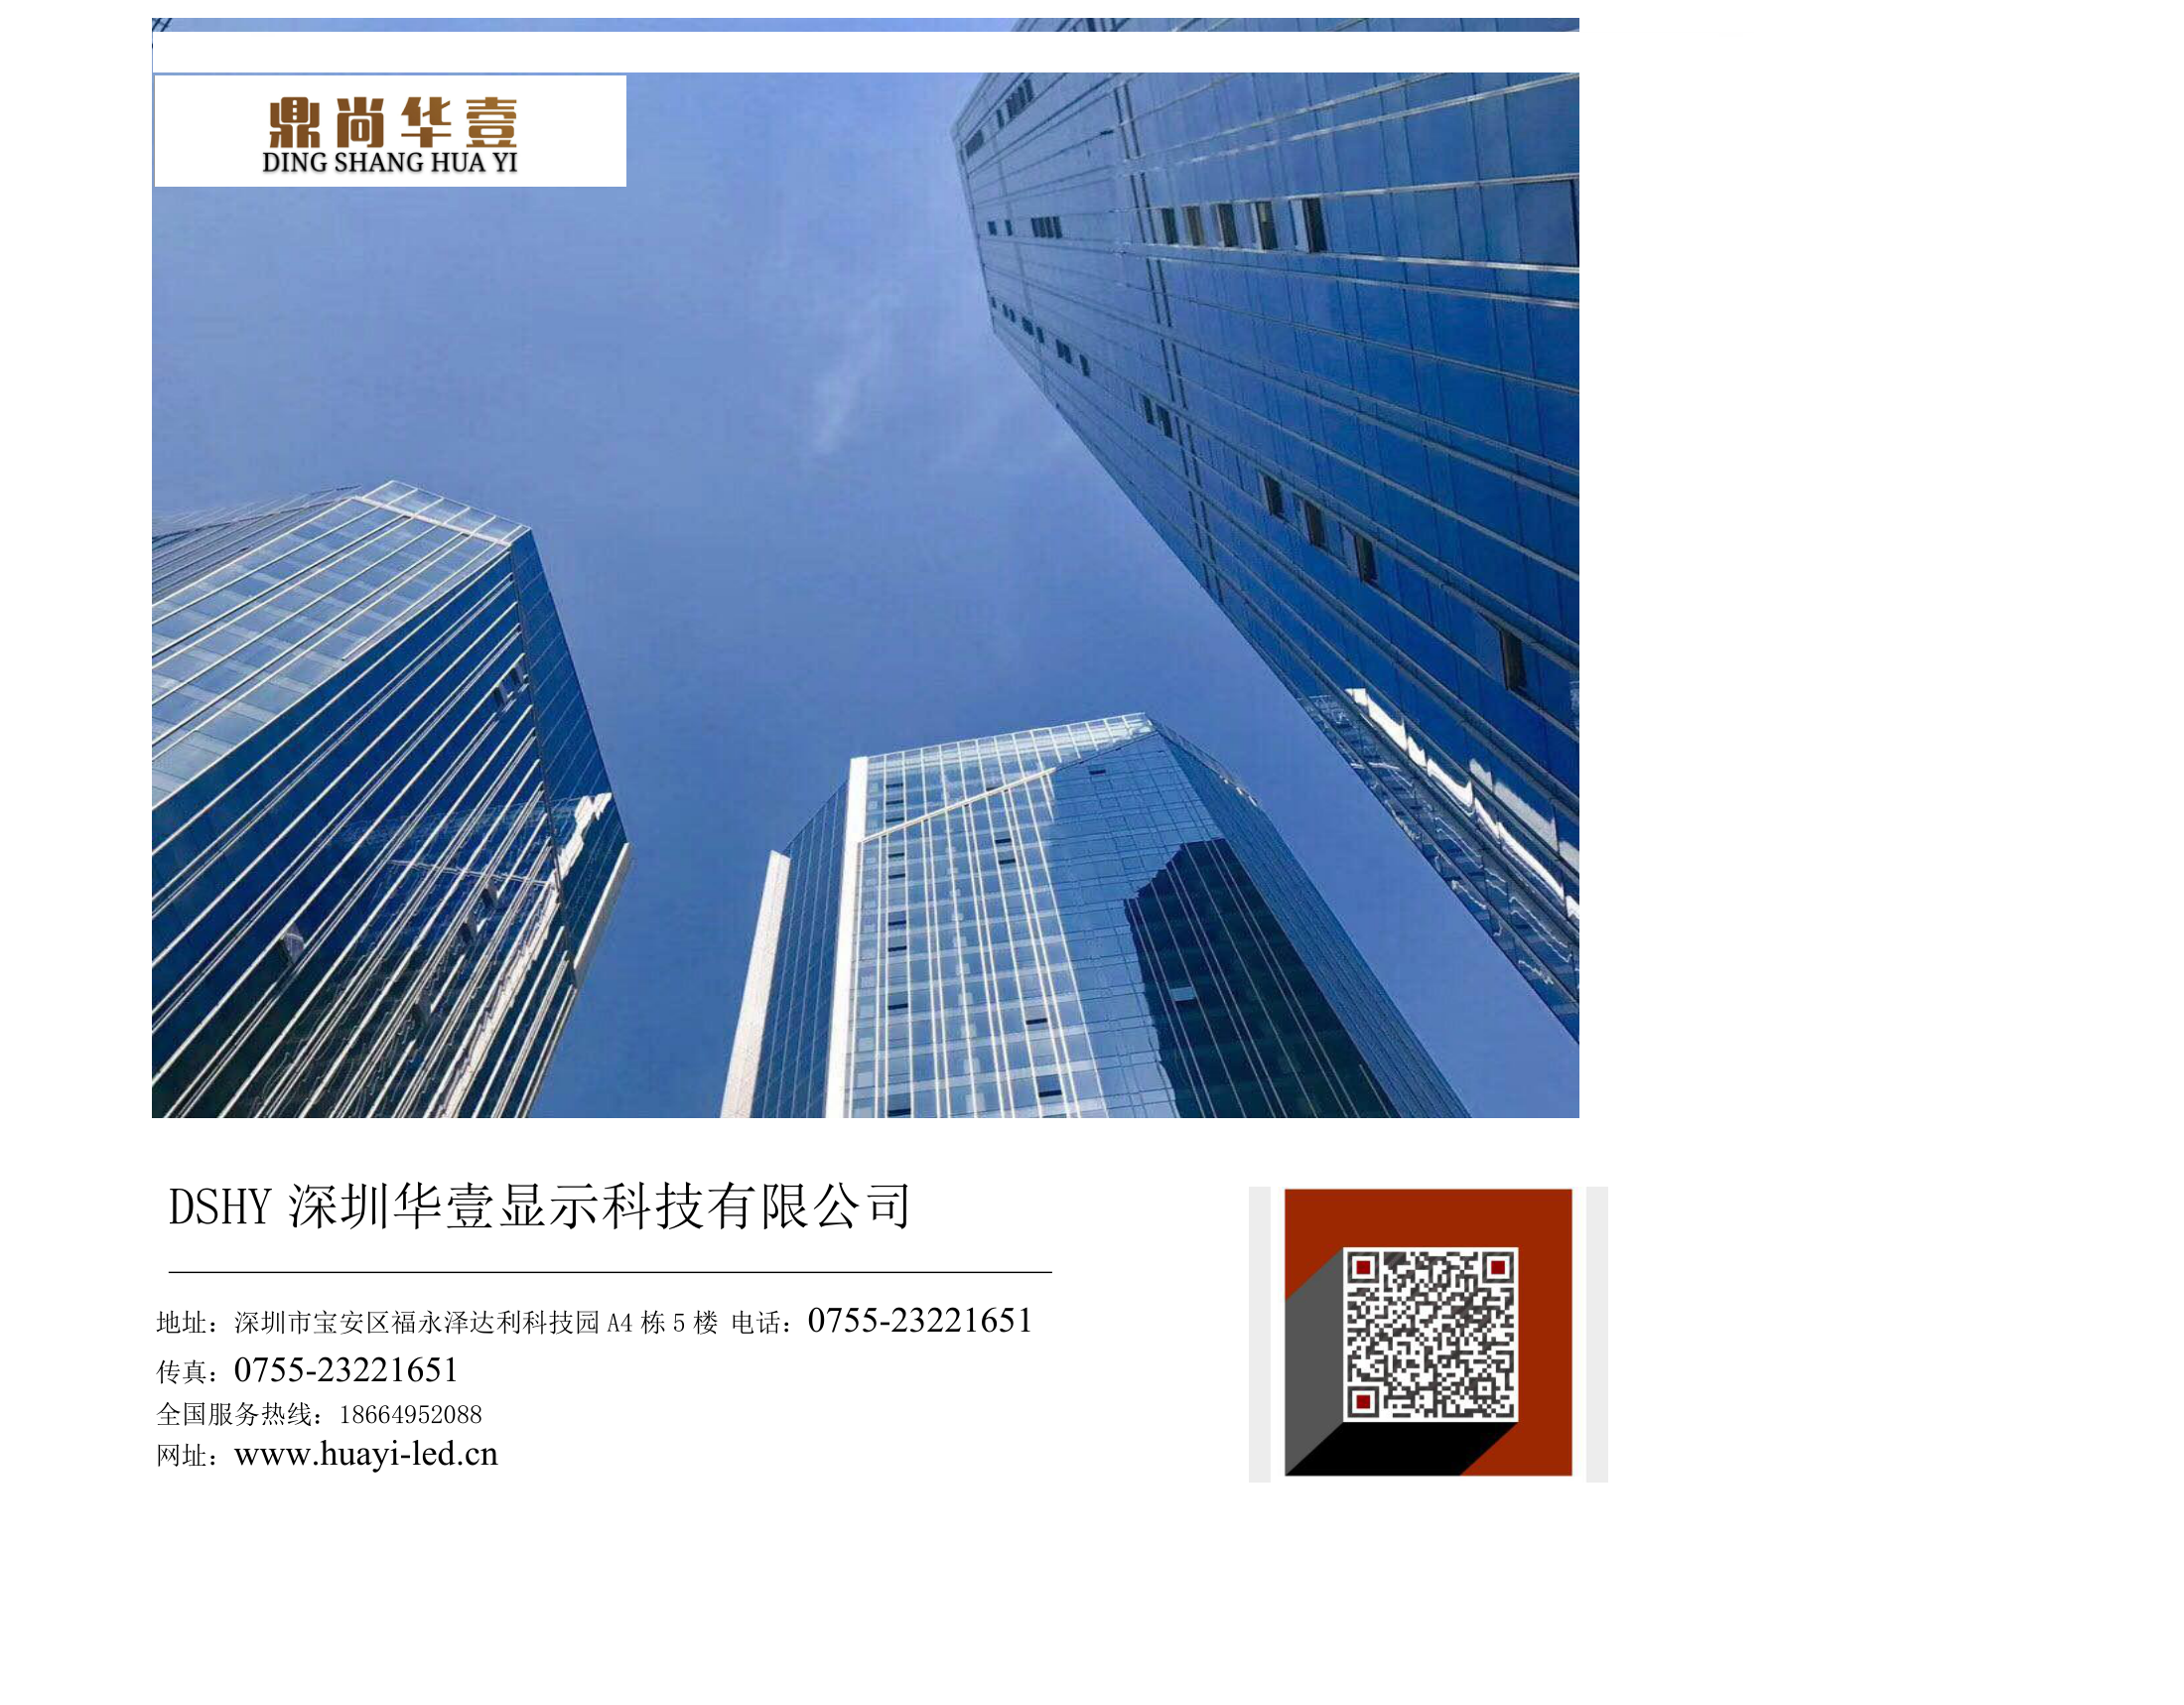 鼎尚华壹
DING SHANG HUA YI
DSHY 深圳华壹显示科技有限公司
地址：深圳市宝安区福永泽达利科技园 A4 栋 5 楼 电话：0755-23221651
传真：0755-23221651
全国服务热线：18664952088
网址：www.huayi-led.cn